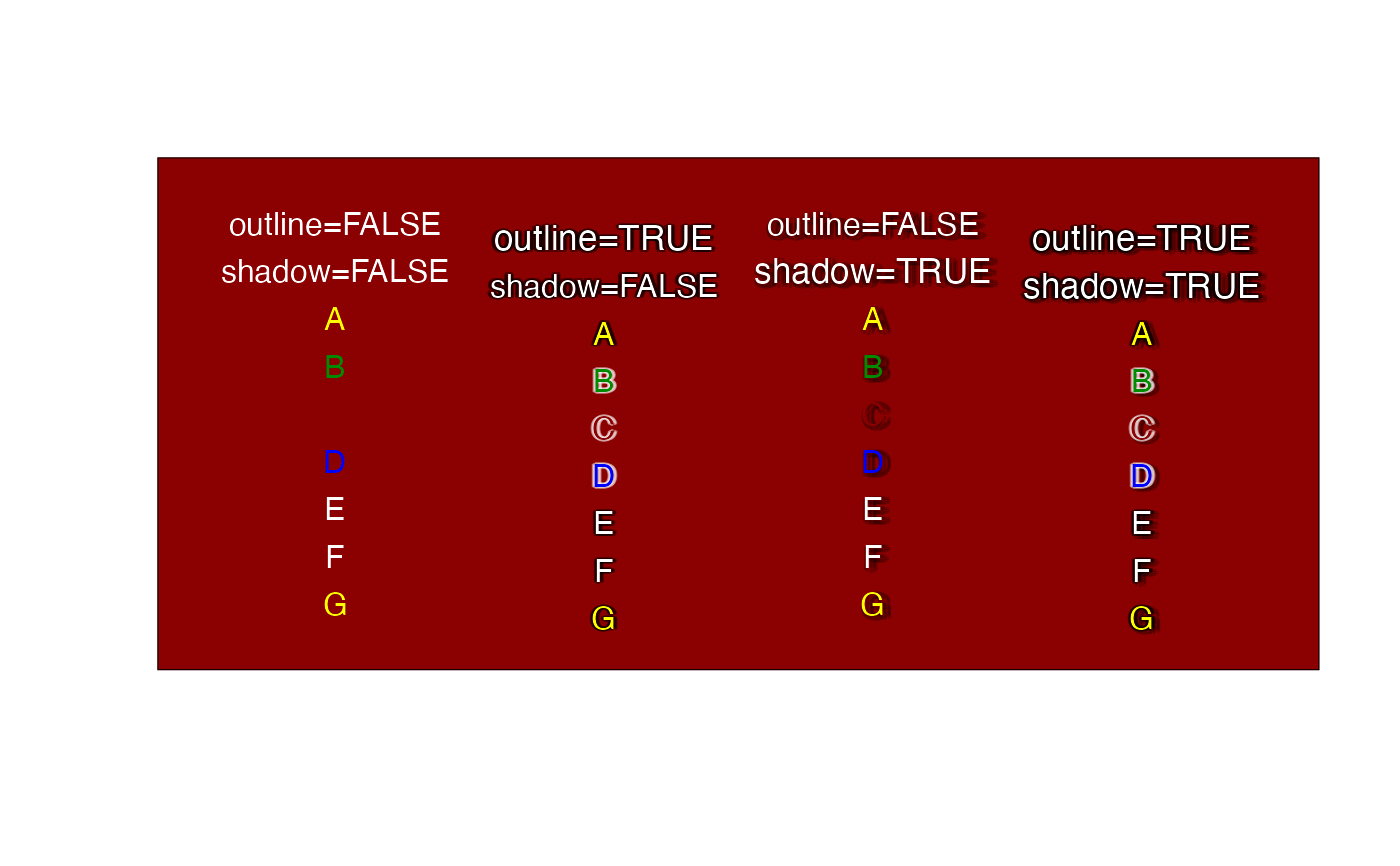 outline=FALSE
shadow=FALSE
A
B
D
E
F
G
outline=TRUE
shadow=FALSE
A
B
C
D
E
F
G
outline=FALSE
shadow=TRUE
A
B
C
D
E
F
G
outline=TRUE
shadow=TRUE
A
B
C
D
E
F
G